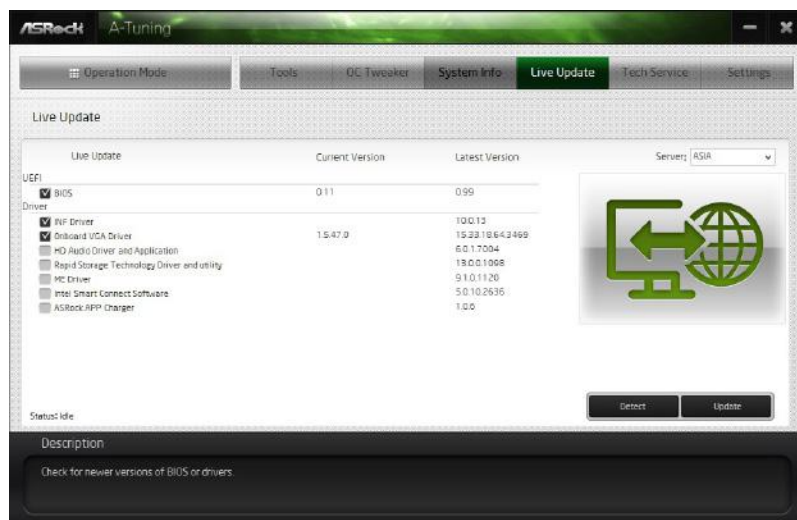 ASRock A-Tuning
Operation Mode Tools OC Tweaker System Info Live Update Tech Service Settings
Live Update
Live Update Current Version Latest Version Server: ASIA
UEFI
BIOS 0.11 0.99
Driver
INF Driver 10.0.13
Onboard VGA Driver 1.5.47.0 15.33.18.64.3469
HD Audio Driver and Application 6.0.1.7004
Rapid Storage Technology Driver and utility 13.0.0.1098
ME Driver 9.1.0.1120
Intel Smart Connect Software 5.0.10.2636
ASRock APP Charger 1.0.6
Detect Update
Status: Idle
Description
Check for newer versions of BIOS or drivers.